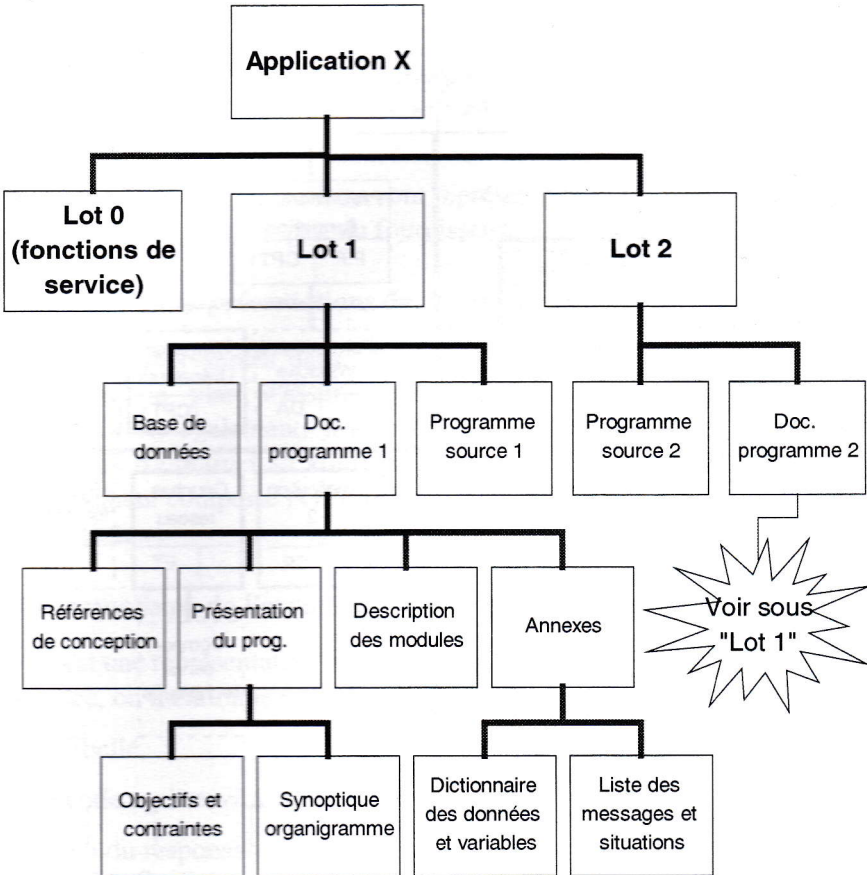 Application X
Lot 0
(fonctions de
service)
Lot 1
Lot 2
Base de
données
Doc.
programme 1
Programme
source 1
Programme
source 2
Doc.
programme 2
Références
de conception
Présentation
du prog.
Description
des modules
Annexes
Voir sous
"Lot 1"
Objectifs et
contraintes
Synoptique
organigramme
Dictionnaire
des données
et variables
Liste des
messages et
situations